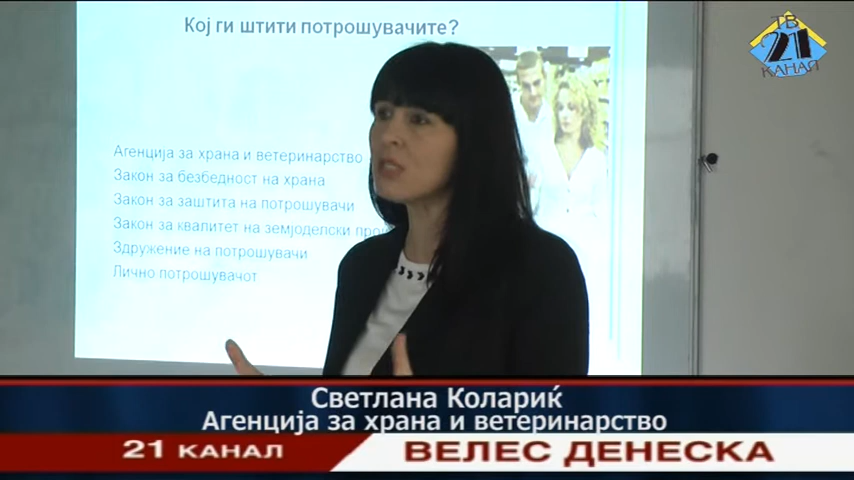 Кој ги штити потрошувачите?
ТВ
21
КАНАЛ
Агенција за храна и ветеринарство
Закон за безбедност на храна
Закон за заштита на потрошувачи
Закон за квалитет на земјоделски
Здружение на потрошувачи
Лично потрошувачот
Светлана Колариќ
Агенција за храна и ветеринарство
21 КАНАЛ
ВЕЛЕС ДЕНЕСКА